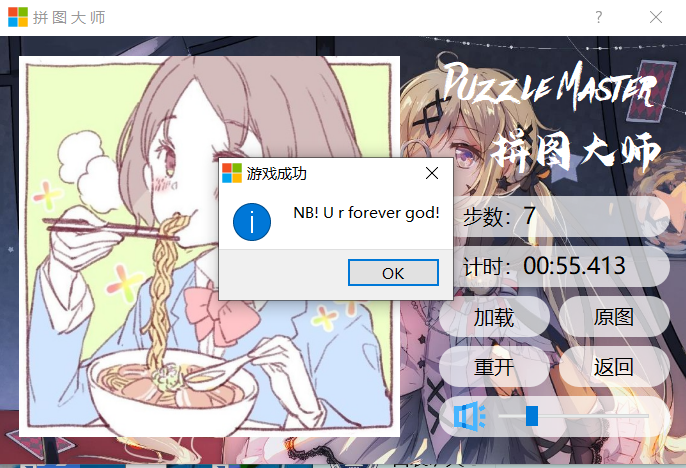 拼图大师
?
PUZZLE MASTER
拼图大师
游戏成功
NB! U r forever god!
OK
步数: 7
计时: 00:55.413
加载
原图
重开
返回